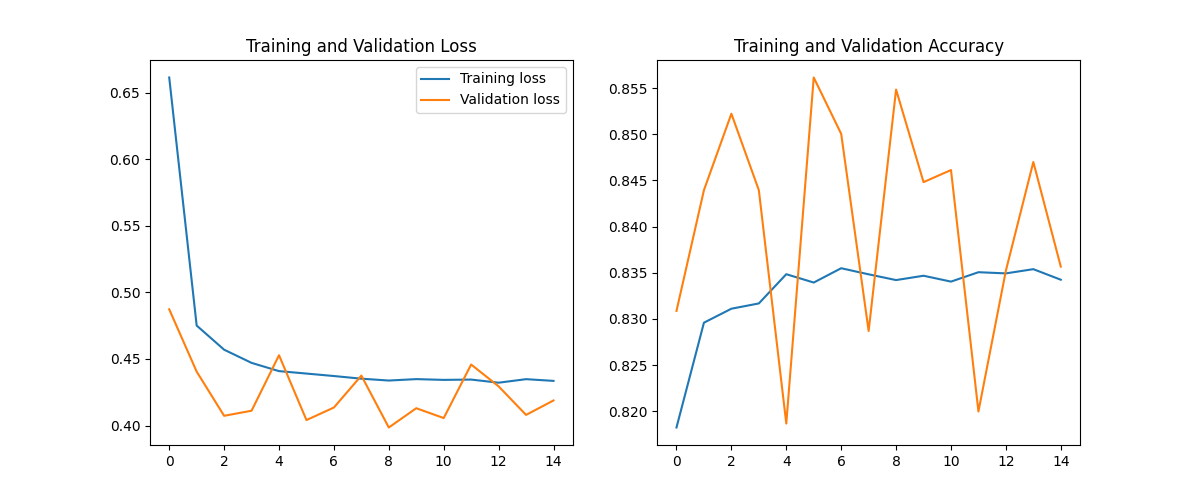 Training and Validation Loss
Training loss
Validation loss
0.65
0.60
0.55
0.50
0.45
0.40
0 2 4 6 8 10 12 14
Training and Validation Accuracy
0.855
0.850
0.845
0.840
0.835
0.830
0.825
0.820
0 2 4 6 8 10 12 14